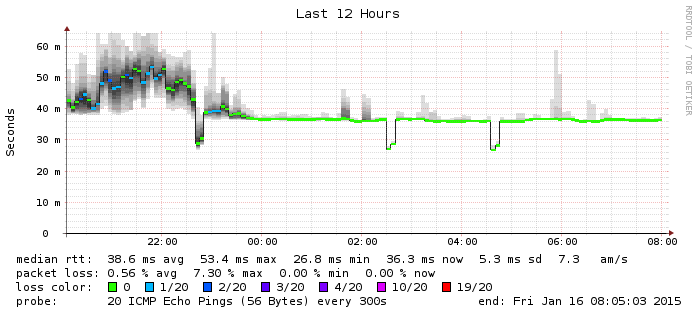 Last 12 Hours
RRDTOOL / TOBI OETIKER
Seconds
60 m
50 m
40 m
30 m
20 m
10 m
0
22:00 00:00 02:00 04:00 06:00 08:00
median rtt: 38.6 ms avg 53.4 ms max 26.8 ms min 36.3 ms now 5.3 ms sd 7.3 am/s
packet loss: 0.56 % avg 7.30 % max 0.00 % min 0.00 % now
loss color: 0 1/20 2/20 3/20 4/20 10/20 19/20
probe: 20 ICMP Echo Pings (56 Bytes) every 300s end: Fri Jan 16 08:05:03 2015